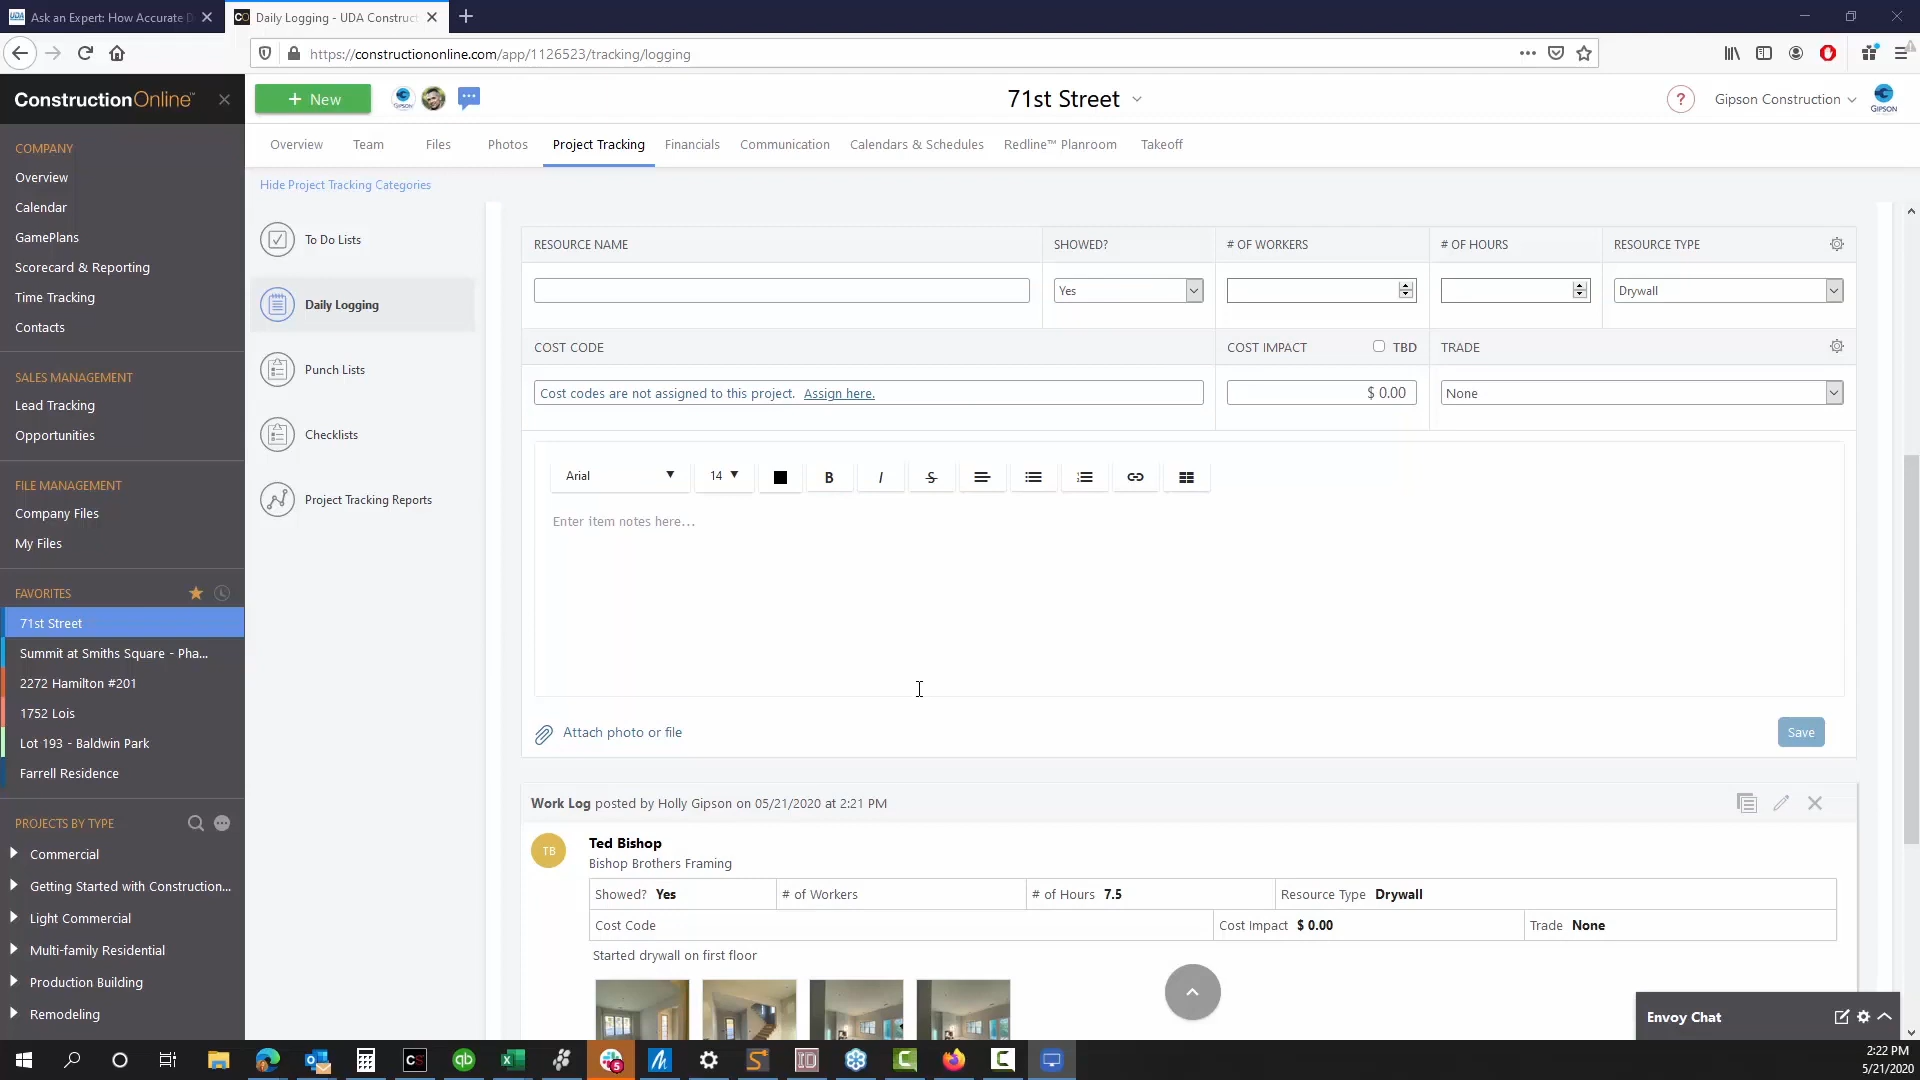 Ask an Expert: How Accurate D
Daily Logging - UDA Construct
https://constructiononline.com/app/1126523/tracking/logging
ConstructionOnline™
New
71st Street
?
Gipson Construction
GIPSON
Overview
Team
Files
Photos
Project Tracking
Financials
Communication
Calendars & Schedules
Redline™ Planroom
Takeoff
COMPANY
Overview
Calendar
GamePlans
Scorecard & Reporting
Time Tracking
Contacts
SALES MANAGEMENT
Lead Tracking
Opportunities
FILE MANAGEMENT
Company Files
My Files
FAVORITES
71st Street
Summit at Smiths Square - Pha...
2272 Hamilton #201
1752 Lois
Lot 193 - Baldwin Park
Farrell Residence
PROJECTS BY TYPE
Commercial
Getting Started with Construction...
Light Commercial
Multi-family Residential
Production Building
Remodeling
Hide Project Tracking Categories
To Do Lists
Daily Logging
Punch Lists
Checklists
Project Tracking Reports
RESOURCE NAME
SHOWED?
# OF WORKERS
# OF HOURS
RESOURCE TYPE
Yes
Drywall
COST CODE
COST IMPACT
TBD
TRADE
Cost codes are not assigned to this project. Assign here.
$ 0.00
None
Arial
14
B
I
S
Enter item notes here...
Attach photo or file
Save
Work Log posted by Holly Gipson on 05/21/2020 at 2:21 PM
TB
Ted Bishop
Bishop Brothers Framing
Showed? Yes
# of Workers
# of Hours 7.5
Resource Type Drywall
Cost Code
Cost Impact $ 0.00
Trade None
Started drywall on first floor
Envoy Chat
2:22 PM
5/21/2020